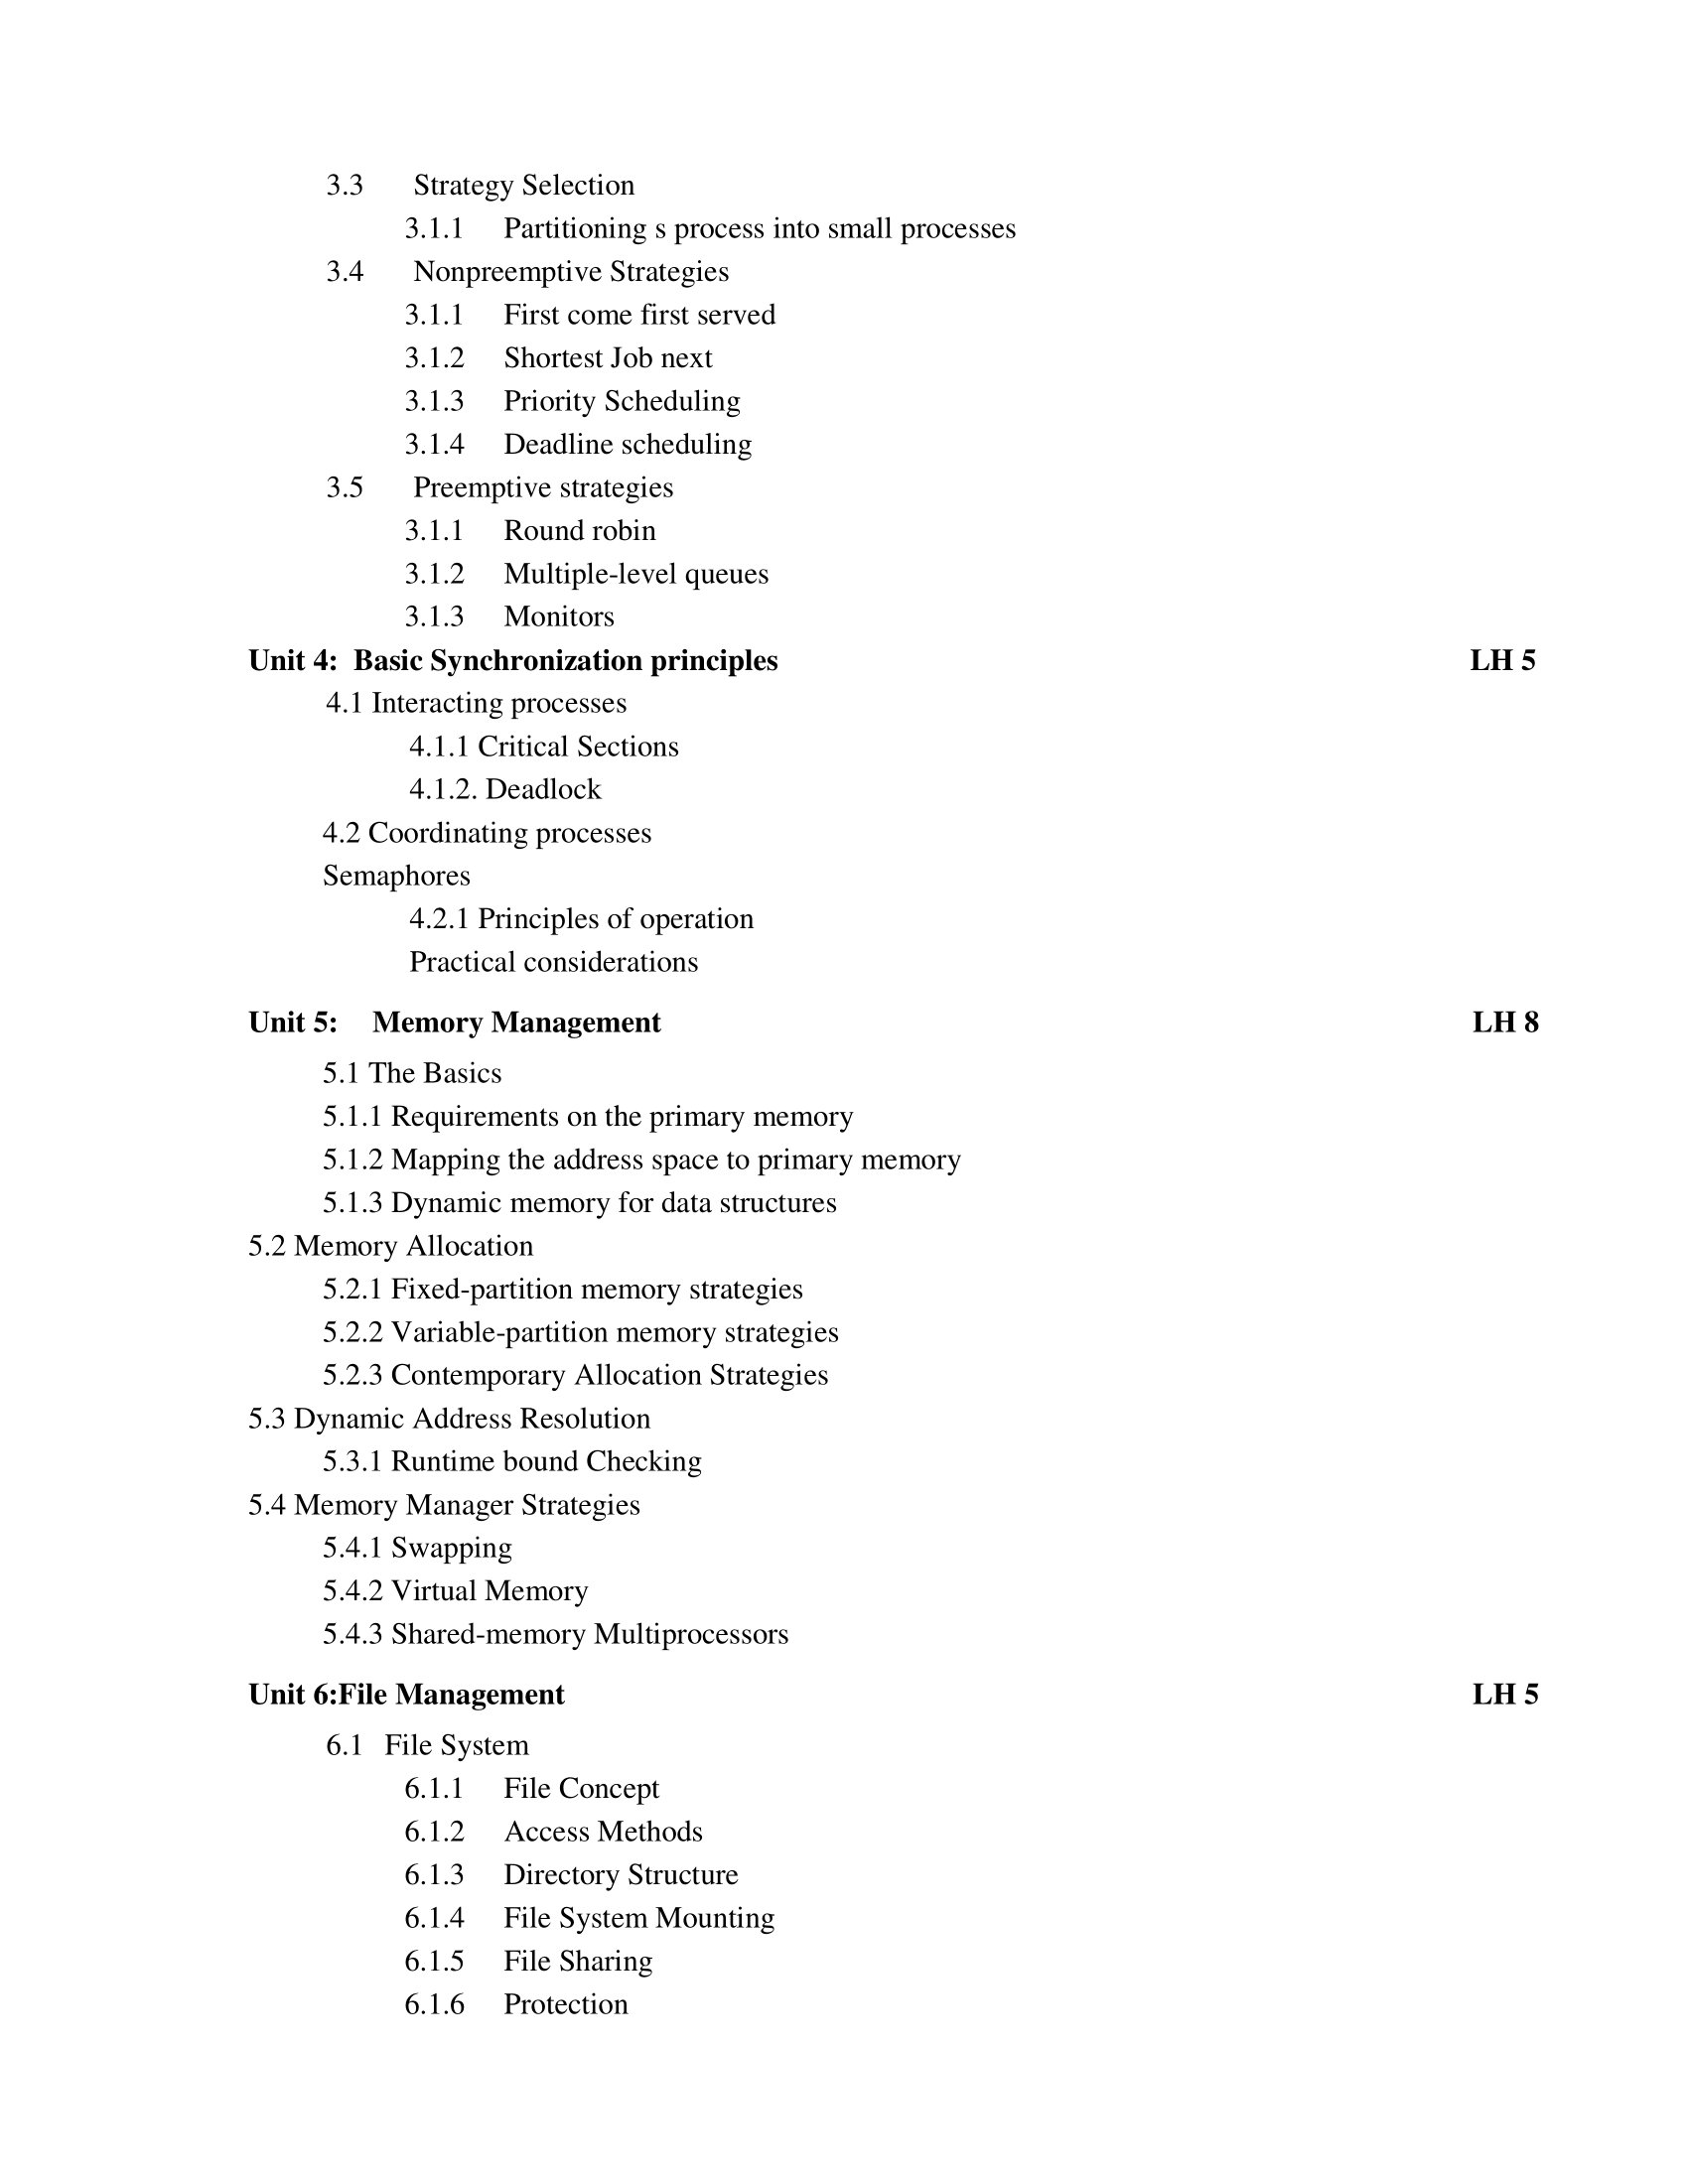 3.3 Strategy Selection
3.1.1 Partitioning s process into small processes
3.4 Nonpreemptive Strategies
3.1.1 First come first served
3.1.2 Shortest Job next
3.1.3 Priority Scheduling
3.1.4 Deadline scheduling
3.5 Preemptive strategies
3.1.1 Round robin
3.1.2 Multiple-level queues
3.1.3 Monitors
Unit 4: Basic Synchronization principles LH 5
4.1 Interacting processes
4.1.1 Critical Sections
4.1.2. Deadlock
4.2 Coordinating processes
Semaphores
4.2.1 Principles of operation
Practical considerations
Unit 5: Memory Management LH 8
5.1 The Basics
5.1.1 Requirements on the primary memory
5.1.2 Mapping the address space to primary memory
5.1.3 Dynamic memory for data structures
5.2 Memory Allocation
5.2.1 Fixed-partition memory strategies
5.2.2 Variable-partition memory strategies
5.2.3 Contemporary Allocation Strategies
5.3 Dynamic Address Resolution
5.3.1 Runtime bound Checking
5.4 Memory Manager Strategies
5.4.1 Swapping
5.4.2 Virtual Memory
5.4.3 Shared-memory Multiprocessors
Unit 6:File Management LH 5
6.1 File System
6.1.1 File Concept
6.1.2 Access Methods
6.1.3 Directory Structure
6.1.4 File System Mounting
6.1.5 File Sharing
6.1.6 Protection